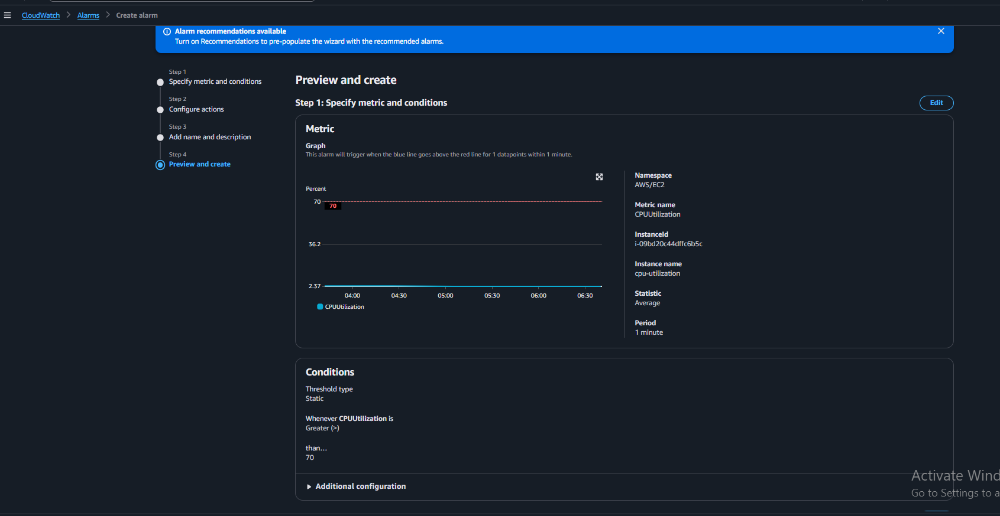 CloudWatch > Alarms > Create alarm
Alarm recommendations available
Turn on Recommendations to pre-populate the wizard with the recommended alarms.
Step 1
Specify metric and conditions
Step 2
Configure actions
Step 3
Add name and description
Step 4
Preview and create
Preview and create
Step 1: Specify metric and conditions
Edit
Metric
Graph
This alarm will trigger when the blue line goes above the red line for 1 datapoints within 1 minute.
Percent
70
70
36.2
2.37
04:00 04:30 05:00 05:30 06:00 06:30
CPUUtilization
Namespace
AWS/EC2
Metric name
CPUUtilization
InstanceId
i-09bd20c44dffc6b5c
Instance name
cpu-utilization
Statistic
Average
Period
1 minute
Conditions
Threshold type
Static
Whenever CPUUtilization is
Greater (>)
than...
70
Additional configuration
Activate Wind
Go to Settings to a